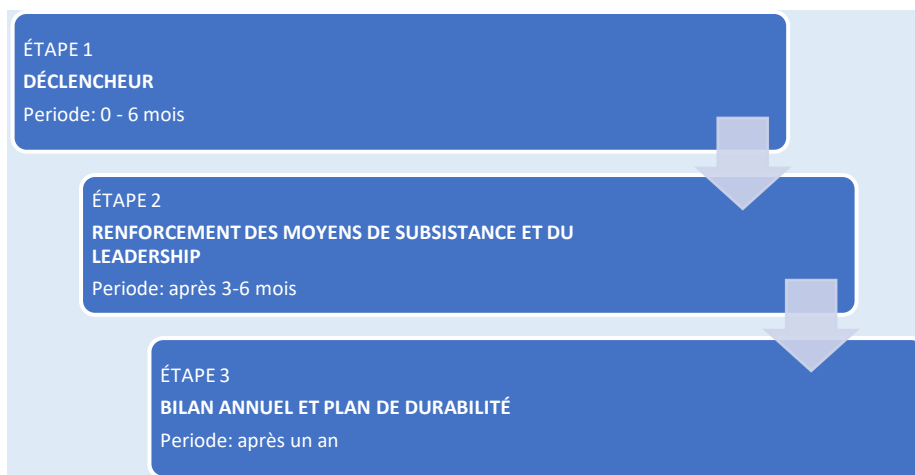 ÉTAPE 1
DÉCLENCHEUR
Periode: 0 - 6 mois
ÉTAPE 2
RENFORCEMENT DES MOYENS DE SUBSISTANCE ET DU
LEADERSHIP
Periode: après 3-6 mois
ÉTAPE 3
BILAN ANNUEL ET PLAN DE DURABILITÉ
Periode: après un an